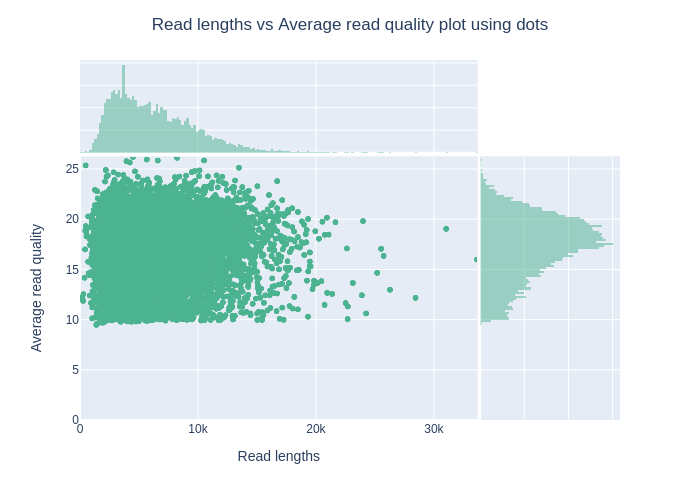 Read lengths vs Average read quality plot using dots
25
20
15
10
5
0
Average read quality
0
10k
20k
30k
Read lengths